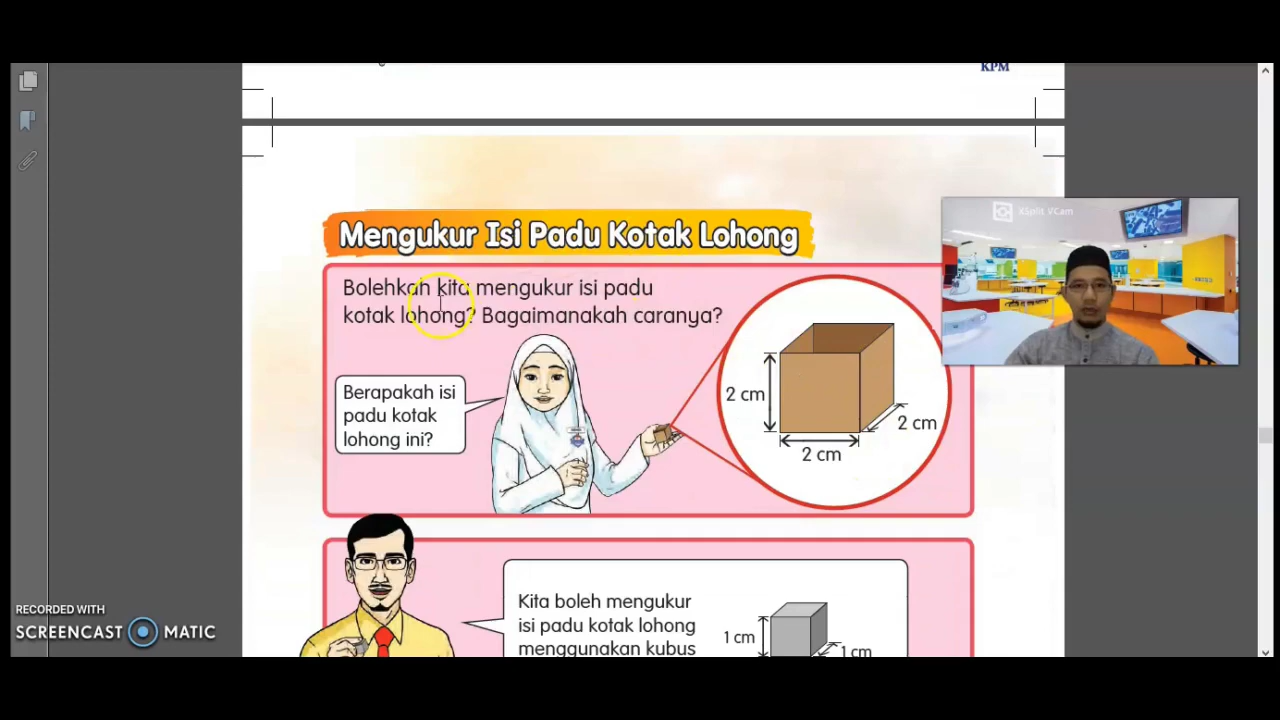 KPM
XSplit VCam
Mengukur Isi Padu Kotak Lohong
Bolehkah kita mengukur isi padu
kotak lohong? Bagaimanakah caranya?
Berapakah isi
padu kotak
lohong ini?
2 cm
2 cm
2 cm
Kita boleh mengukur
isi padu kotak lohong
menggunakan kubus
1 cm
1 cm
RECORDED WITH
SCREENCAST MATIC